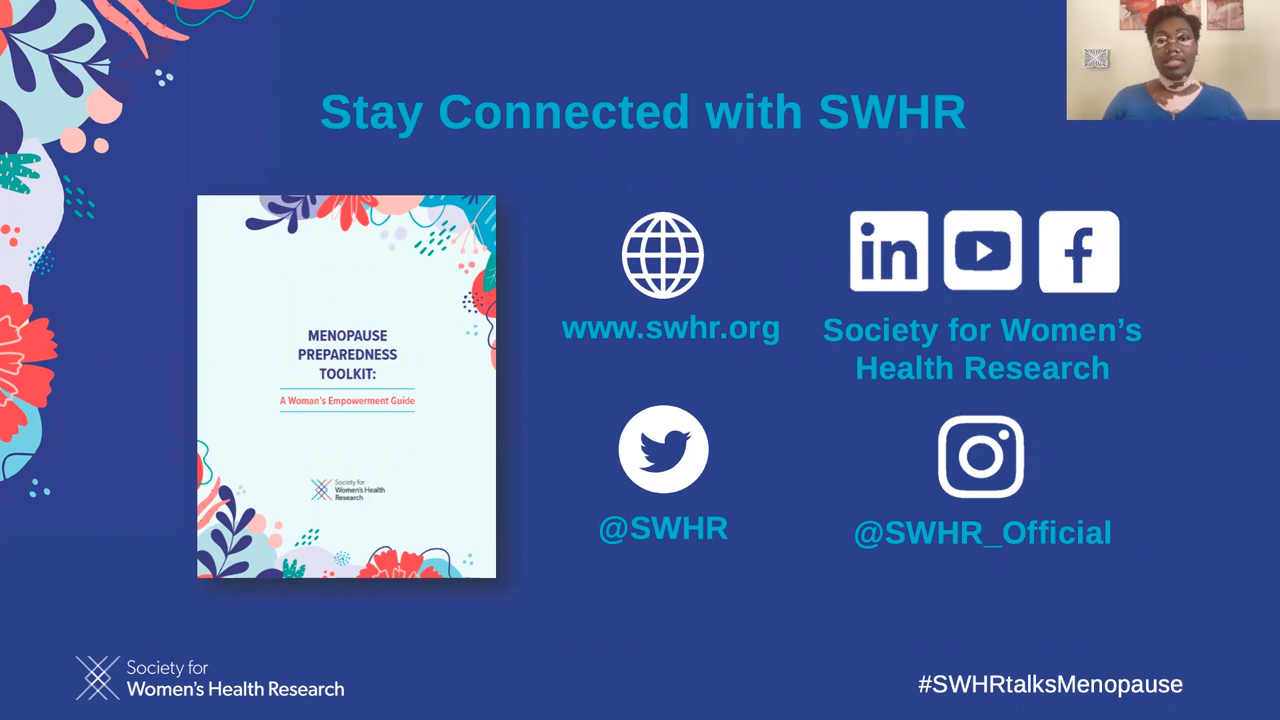 Stay Connected with SWHR
MENOPAUSE
PREPAREDNESS
TOOLKIT:
A Woman's Empowerment Guide
Society for
Women's Health
Research
www.swhr.org
in
f
Society for Women's
Health Research
@SWHR
@SWHR_Official
Society for
Women's Health Research
#SWHRtalksMenopause